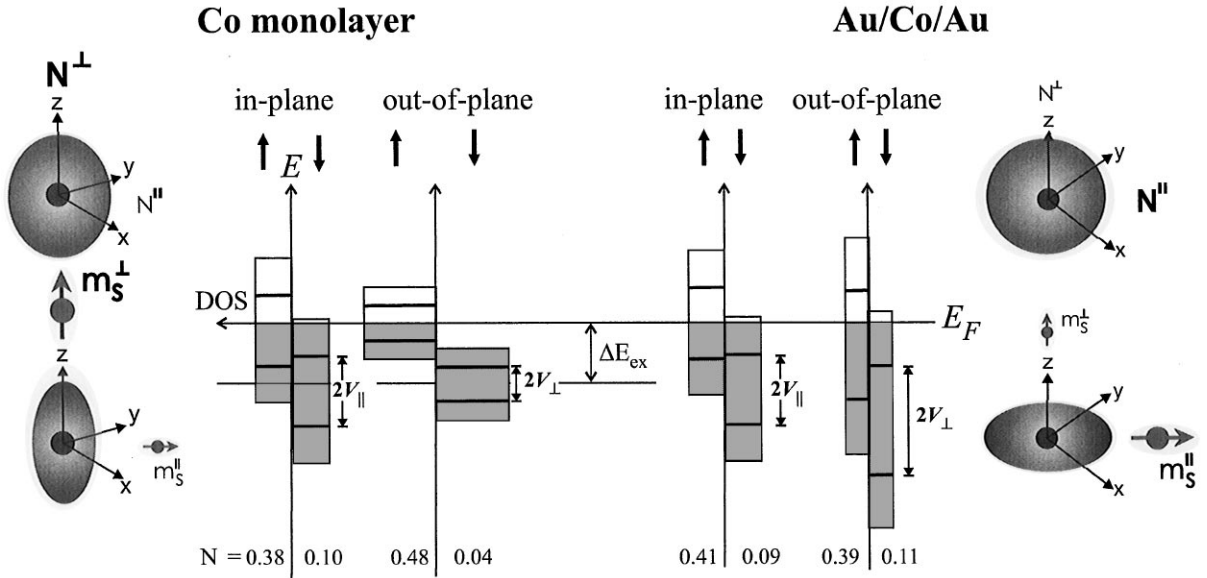 Co monolayer
Au/Co/Au
N⊥
z
y
N||
x
m_s⊥
z
y
x
m_s||
in-plane
out-of-plane
E
DOS
2V||
2V⊥
ΔE_ex
N = 0.38 0.10 0.48 0.04
in-plane
out-of-plane
E_F
2V||
2V⊥
0.41 0.09 0.39 0.11
N⊥
z
y
N||
x
m_s⊥
z
y
x
m_s||